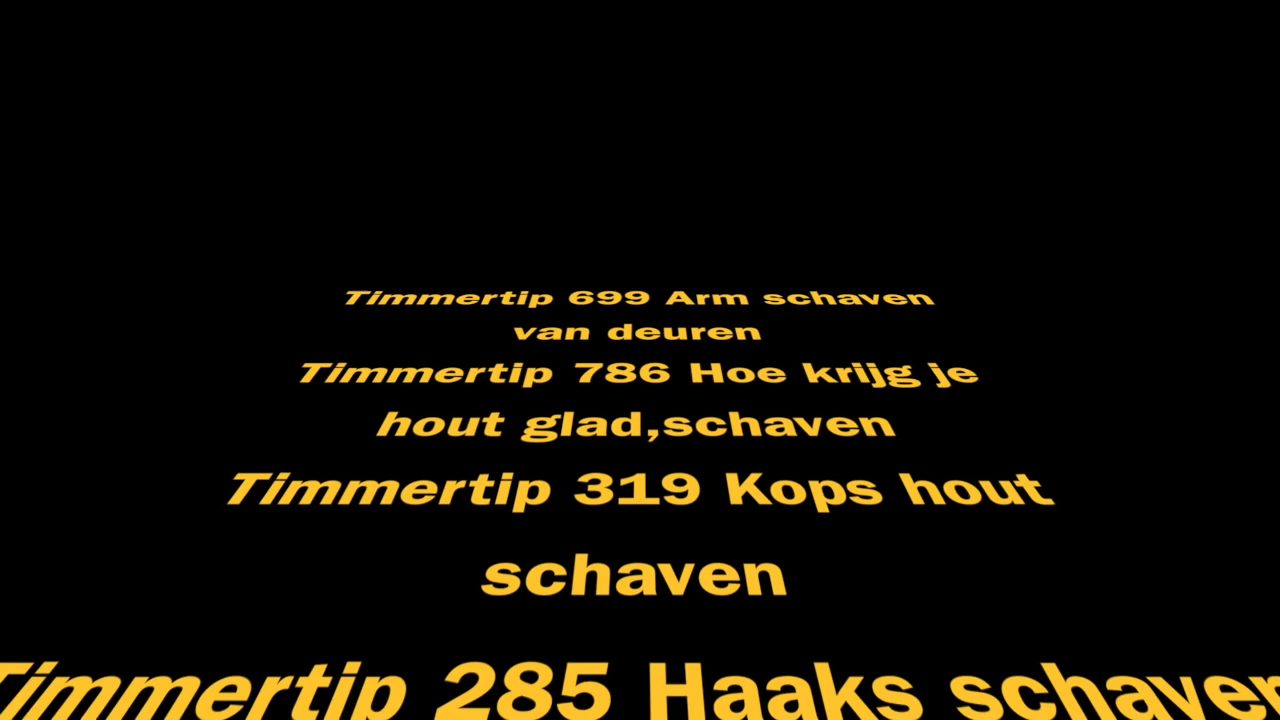 Timmertip 699 Arm schaven
van deuren
Timmertip 786 Hoe krijg je
hout glad,schaven
Timmertip 319 Kops hout
schaven
Timmertip 285 Haaks schaven